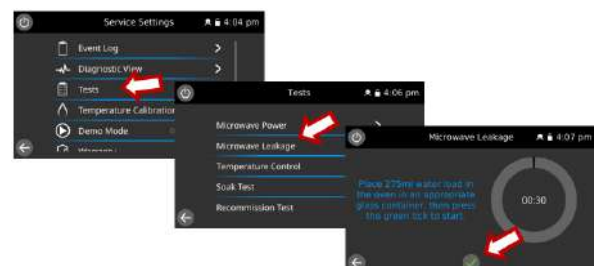 Service Settings
4:04 pm
Event Log
Diagnostic View
Tests
Temperature Calibration
Demo Mode
Tests
4:06 pm
Microwave Power
Microwave Leakage
Temperature Control
Soak Test
Recommission Test
Microwave Leakage
4:07 pm
Place 275ml water load in
the oven in an appropriate
glass container, then press
the green tick to start.
00:30